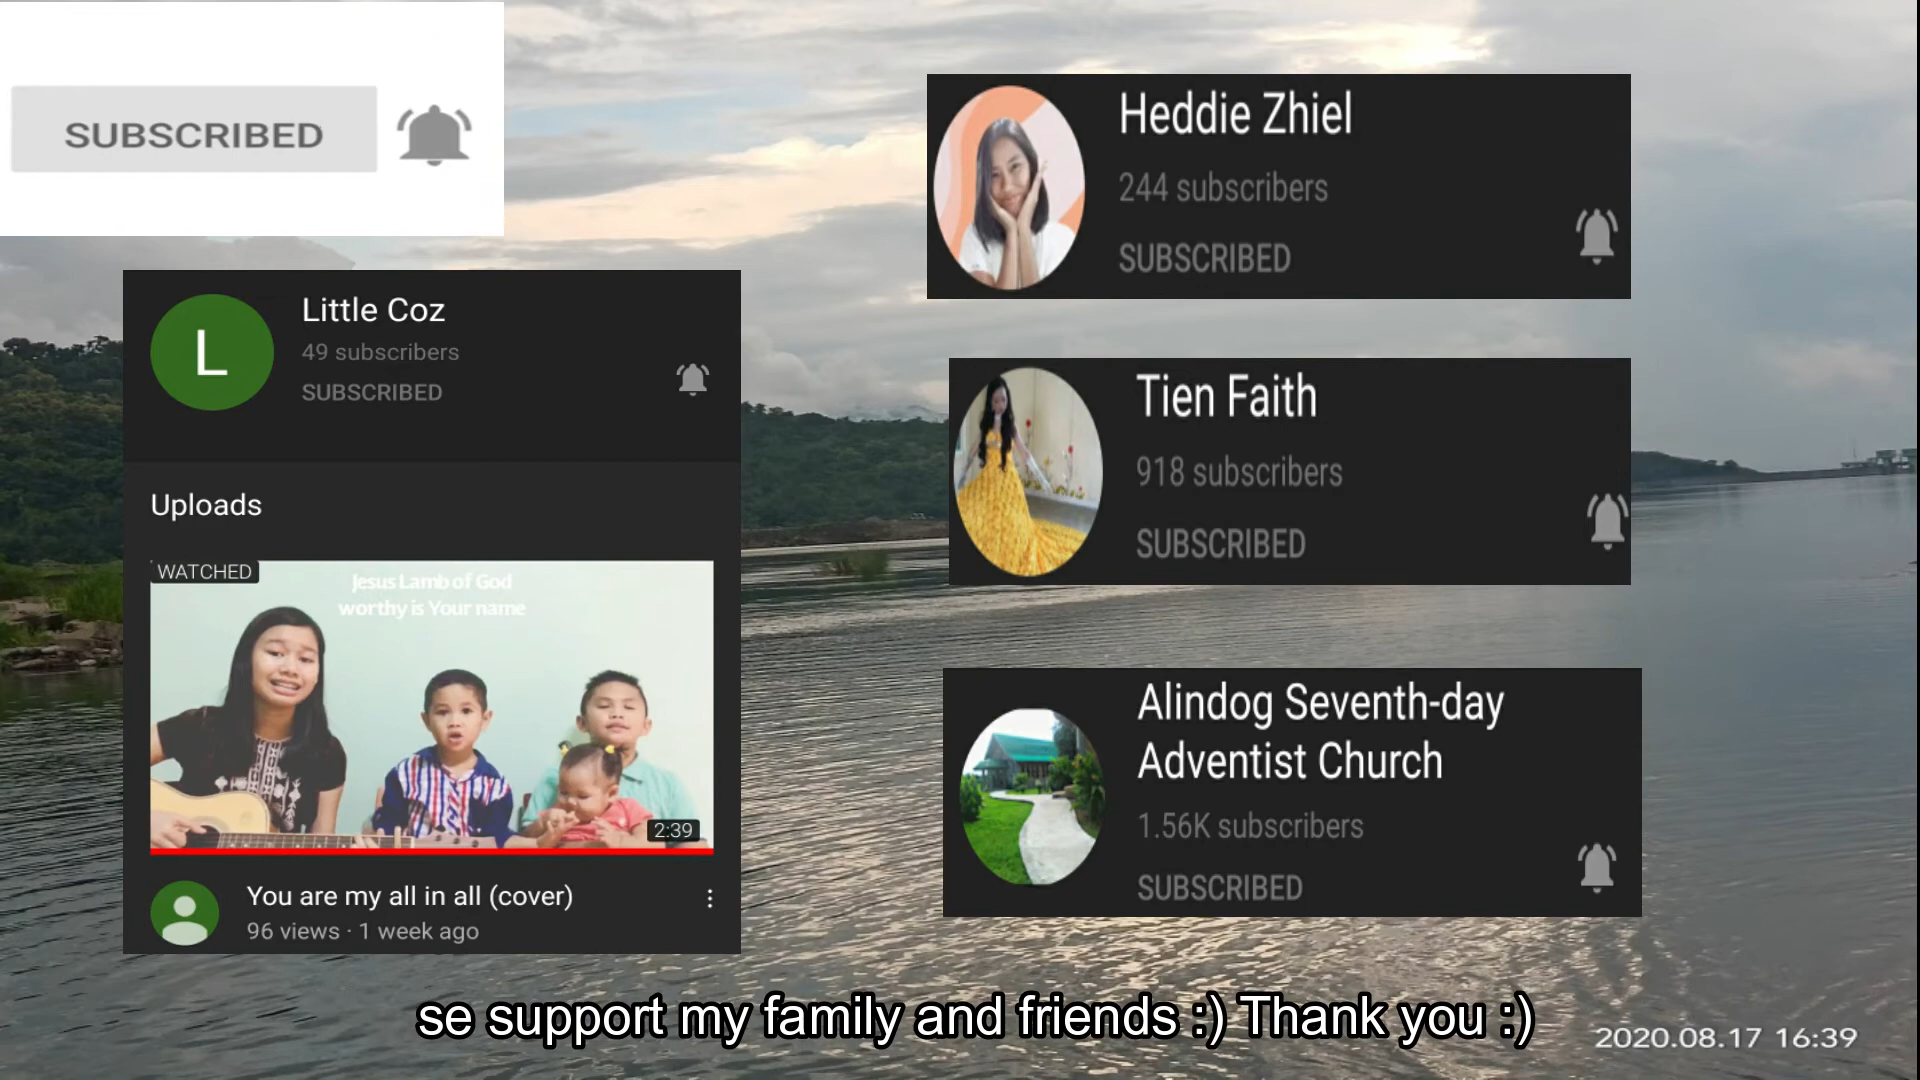 SUBSCRIBED
Little Coz
49 subscribers
SUBSCRIBED
Uploads
WATCHED
Jesus Lamb of God
worthy is Your name
2:39
You are my all in all (cover)
96 views · 1 week ago
Heddie Zhiel
244 subscribers
SUBSCRIBED
Tien Faith
918 subscribers
SUBSCRIBED
Alindog Seventh-day
Adventist Church
1.56K subscribers
SUBSCRIBED
se support my family and friends :) Thank you :)
2020.08.17 16:39